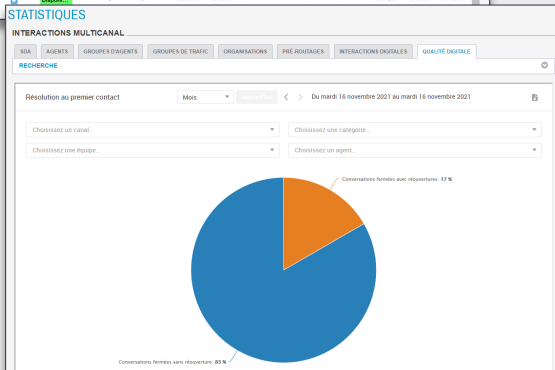 Disponi...
STATISTIQUES
INTERACTIONS MULTICANAL
SDA AGENTS GROUPES D'AGENTS GROUPES DE TRAFIC ORGANISATIONS PRÉ-ROUTAGES INTERACTIONS DIGITALES QUALITÉ DIGITALE
RECHERCHE
Résolution au premier contact Mois Du mardi 16 novembre 2021 au mardi 16 novembre 2021
Choisissez un canal... Choisissez une catégorie...
Choisissez une équipe... Choisissez un agent...
Conversations fermées avec réouvertures: 17 %
Conversations fermées sans réouverture: 83 %